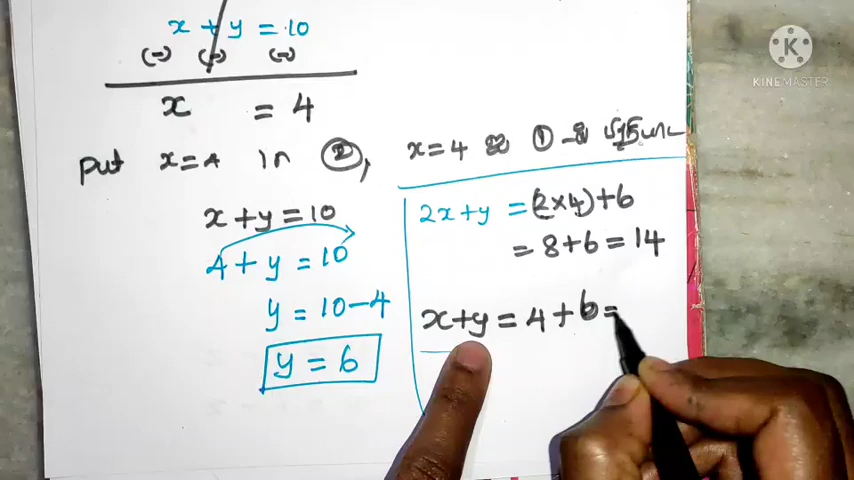 x + y = 10
(-) (-) (-)
x = 4
put x=4 in ②,
x=4 ①
x+y=10
4+y = 10
y = 10-4
y = 6
2x+y = (2×4)+6
= 8+6 = 14
x+y = 4+6=
K
KINEMASTER